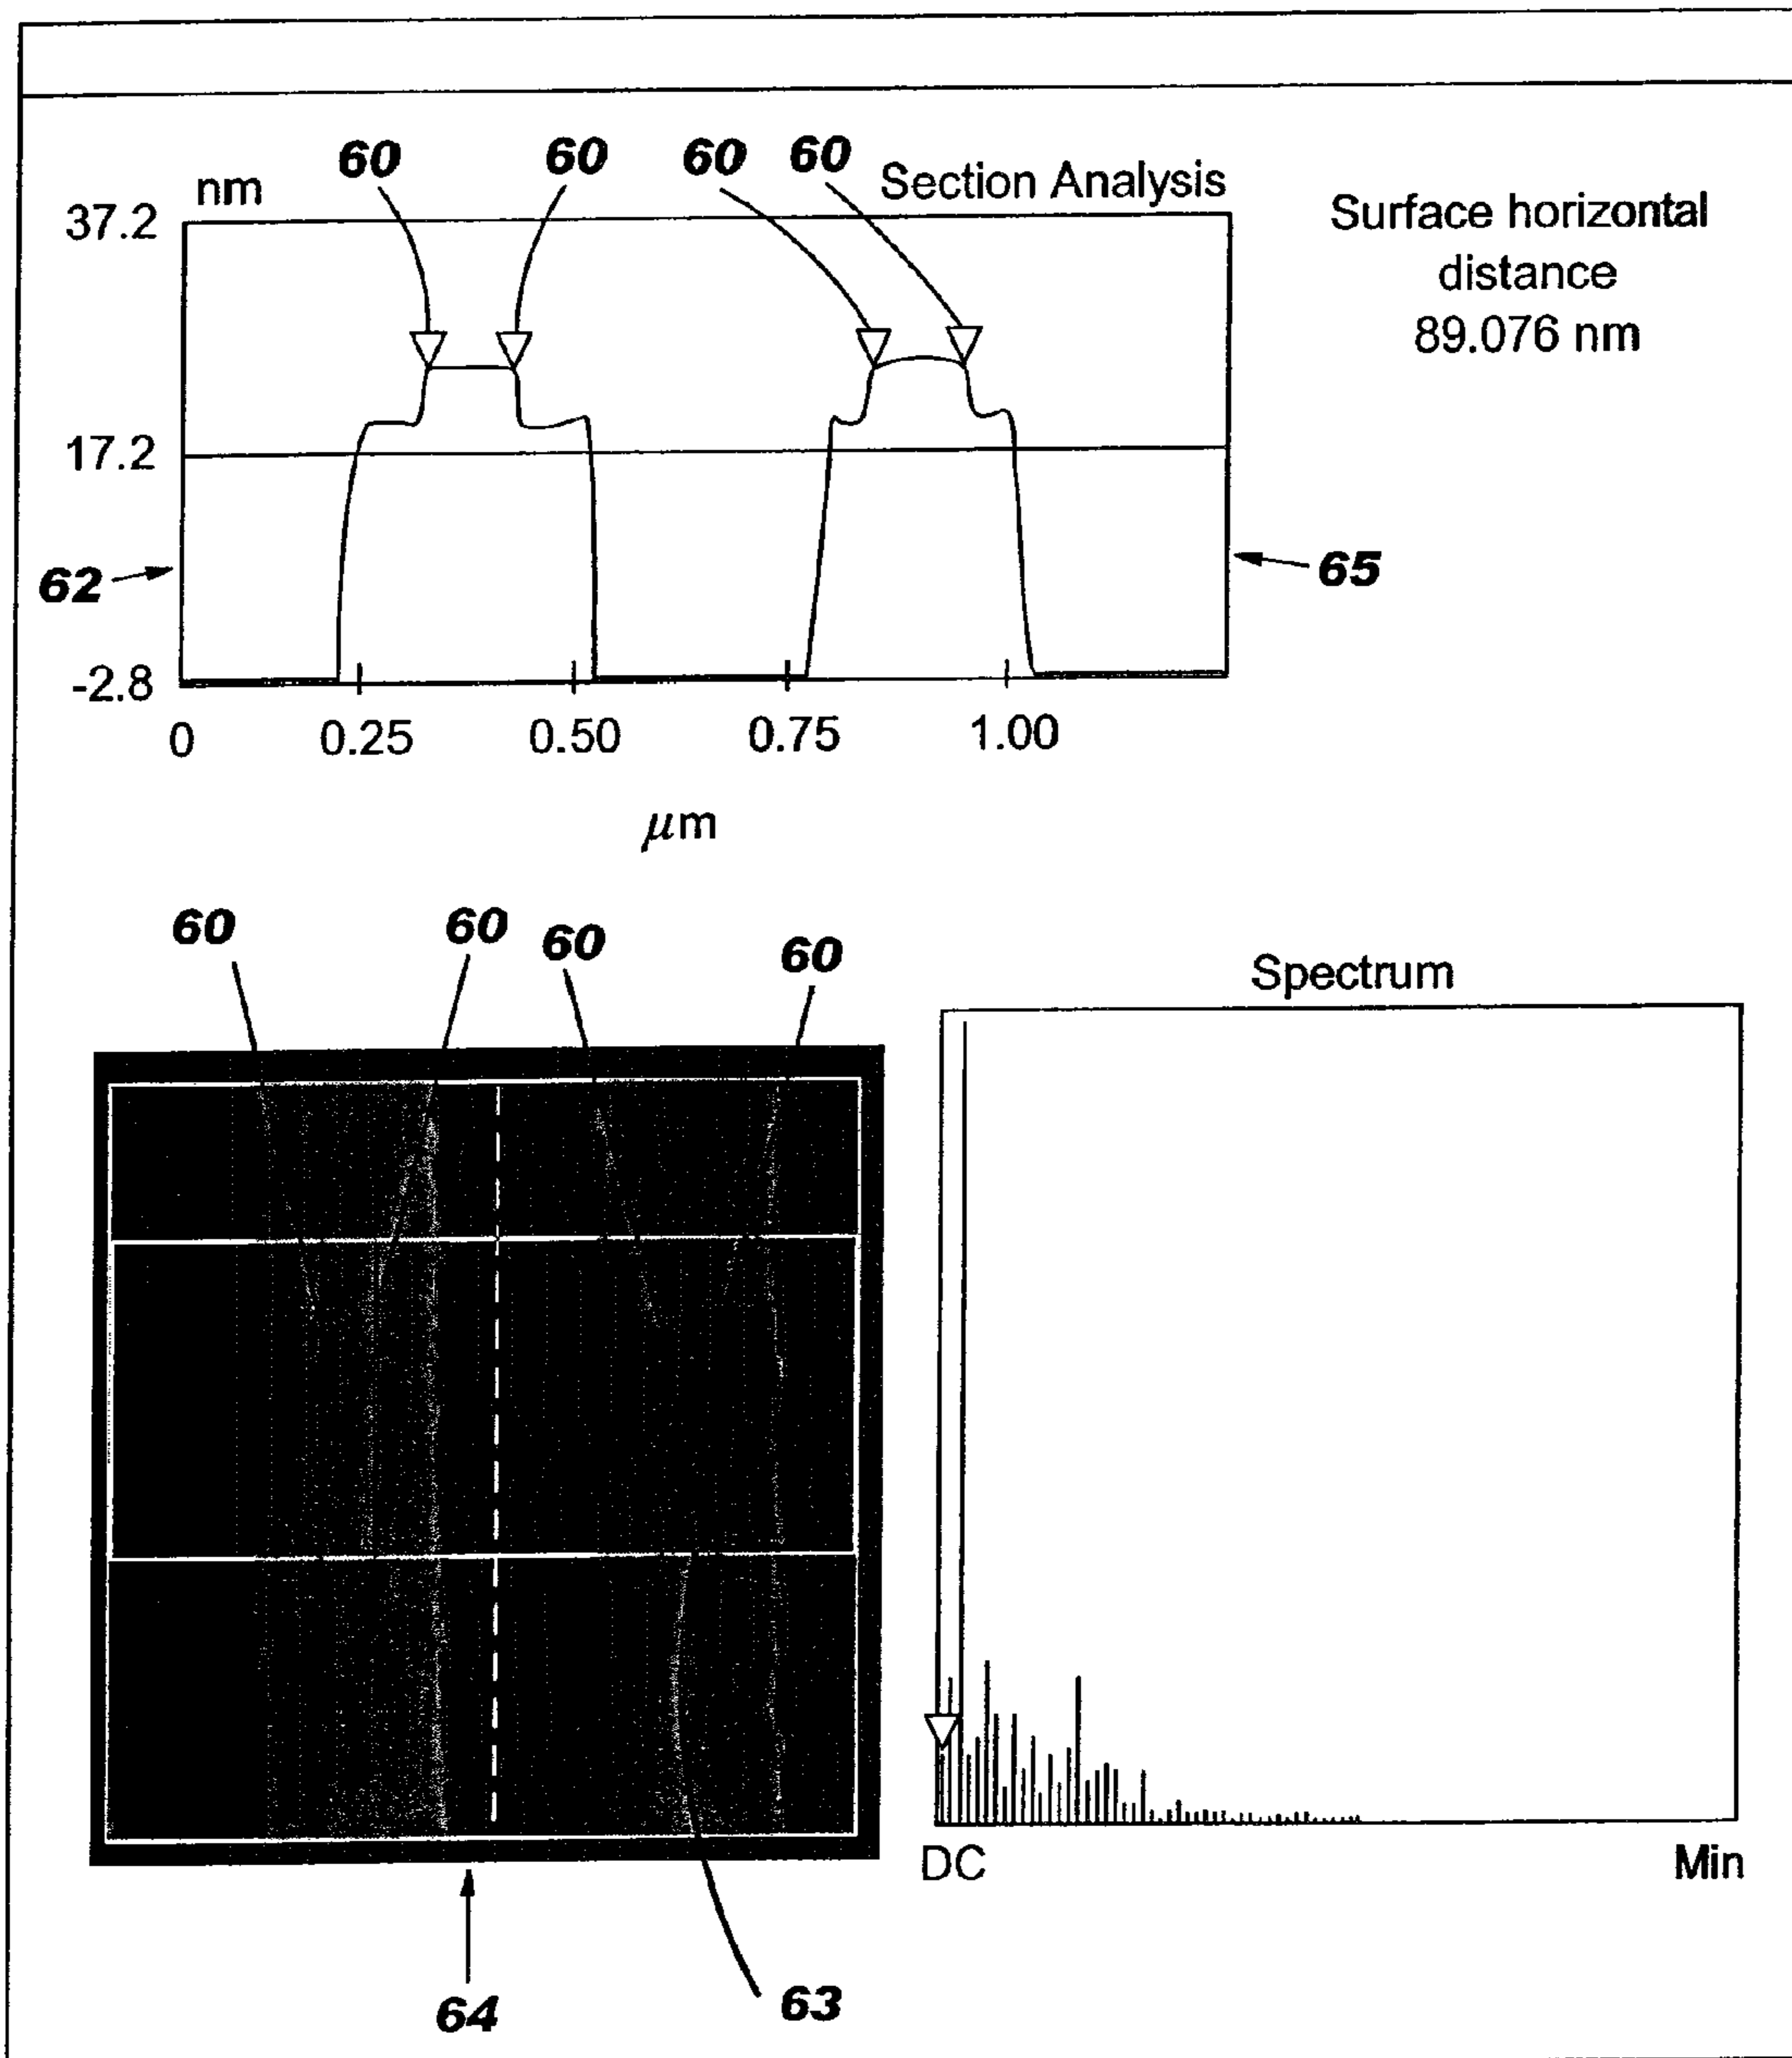 60 60 60 60
nm
Section Analysis
Surface horizontal
distance
89.076 nm
37.2
17.2
-2.8
62
65
0 0.25 0.50 0.75 1.00
μm
60 60 60 60
Spectrum
DC
Min
64
63